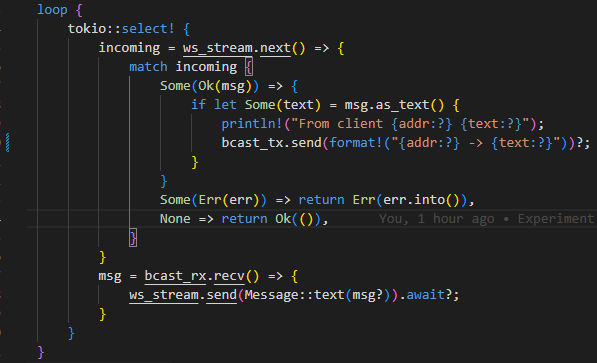 loop {
tokio::select! {
incoming = ws_stream.next() => {
match incoming {
Some(Ok(msg)) => {
if let Some(text) = msg.as_text() {
println!("From client {addr:?} {text:?}");
bcast_tx.send(format!("{addr:?} -> {text:?}"))?;
}
}
Some(Err(err)) => return Err(err.into()),
None => return Ok(()), You, 1 hour ago • Experiment
}
}
msg = bcast_rx.recv() => {
ws_stream.send(Message::text(msg?)).await?;
}
}
}